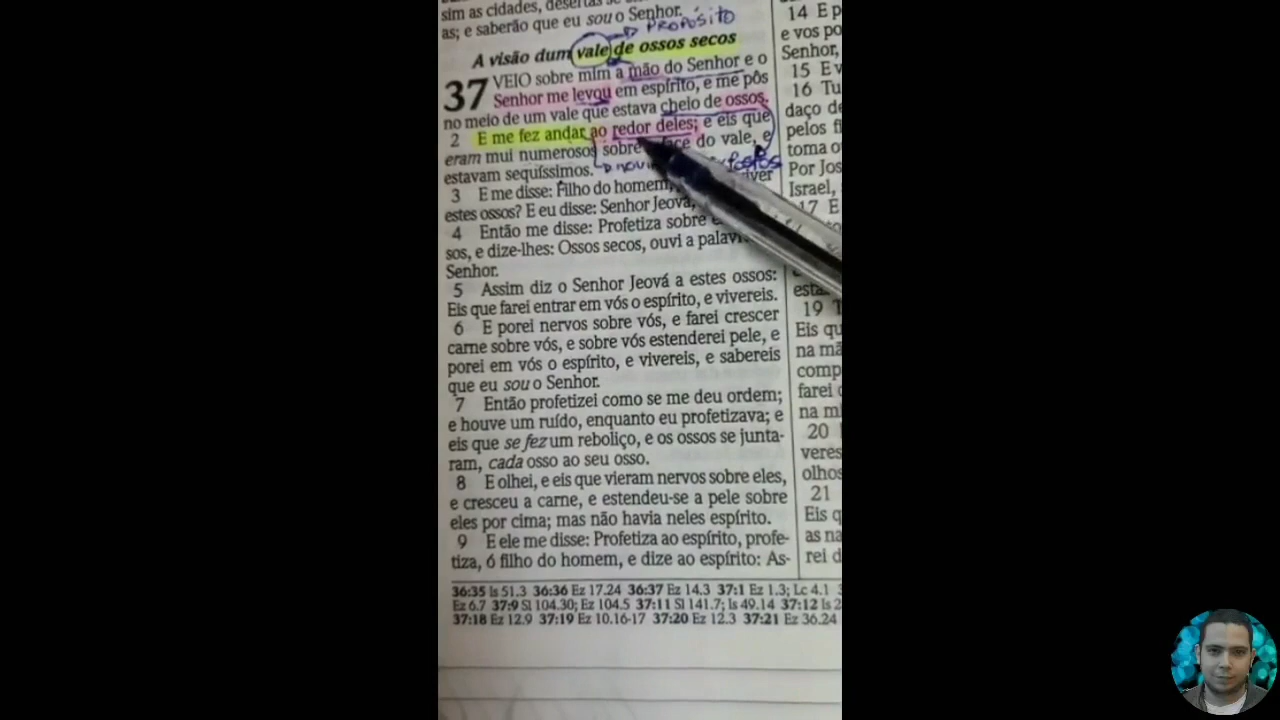 sim as cidades, desertas se
as; e saberão que eu sou o Senhor.
PROPÓSITO
A visão dum vale de ossos secos
37 VEIO sobre mim a mão do Senhor e o
Senhor me levou em espírito, e me pôs
no meio de um vale que estava cheio de ossos.
2 E me fez andar ao redor deles; e eis que
eram mui numerosos sobre face do vale, e
estavam sequíssimos.
3 E me disse: Filho do homem, viver
estes ossos? E eu disse: Senhor Jeová,
4 Então me disse: Profetiza sobre
sos, e dize-lhes: Ossos secos, ouvi a palav
Senhor.
5 Assim diz o Senhor Jeová a estes ossos:
Eis que farei entrar em vós o espírito, e vivereis.
6 E porei nervos sobre vós, e farei crescer
carne sobre vós, e sobre vós estenderei pele, e
porei em vós o espírito, e vivereis, e sabereis
que eu sou o Senhor.
7 Então profetizei como se me deu ordem;
e houve um ruído, enquanto eu profetizava; e
eis que se fez um reboliço, e os ossos se junta-
ram, cada osso ao seu osso.
8 E olhei, e eis que vieram nervos sobre eles,
e cresceu a carne, e estendeu-se a pele sobre
eles por cima; mas não havia neles espírito.
9 E ele me disse: Profetiza ao espírito, profe-
tiza, ó filho do homem, e dize ao espírito: As-
14 E p
e vos po
Senhor,
15 E v
16 Tu
daço de
pelos fi
toma o
Por Jos
Israel,
17 E
esta
19 T
Eis qu
na mã
comp
farei
na m
20
veres
olhos
21
Eis q
as na
rei d
36:35 Is 51.3 36:36 Ez 17.24 36:37 Ez 14.3 37:1 Ez 1.3; Lc 4.1
Ez 6.7 37:9 Sl 104.30; Ez 104.5 37:11 Sl 141.7; Is 49.14 37:12 Is 2
37:18 Ez 12.9 37:19 Ez 10.16-17 37:20 Ez 12.3 37:21 Ez 36.24